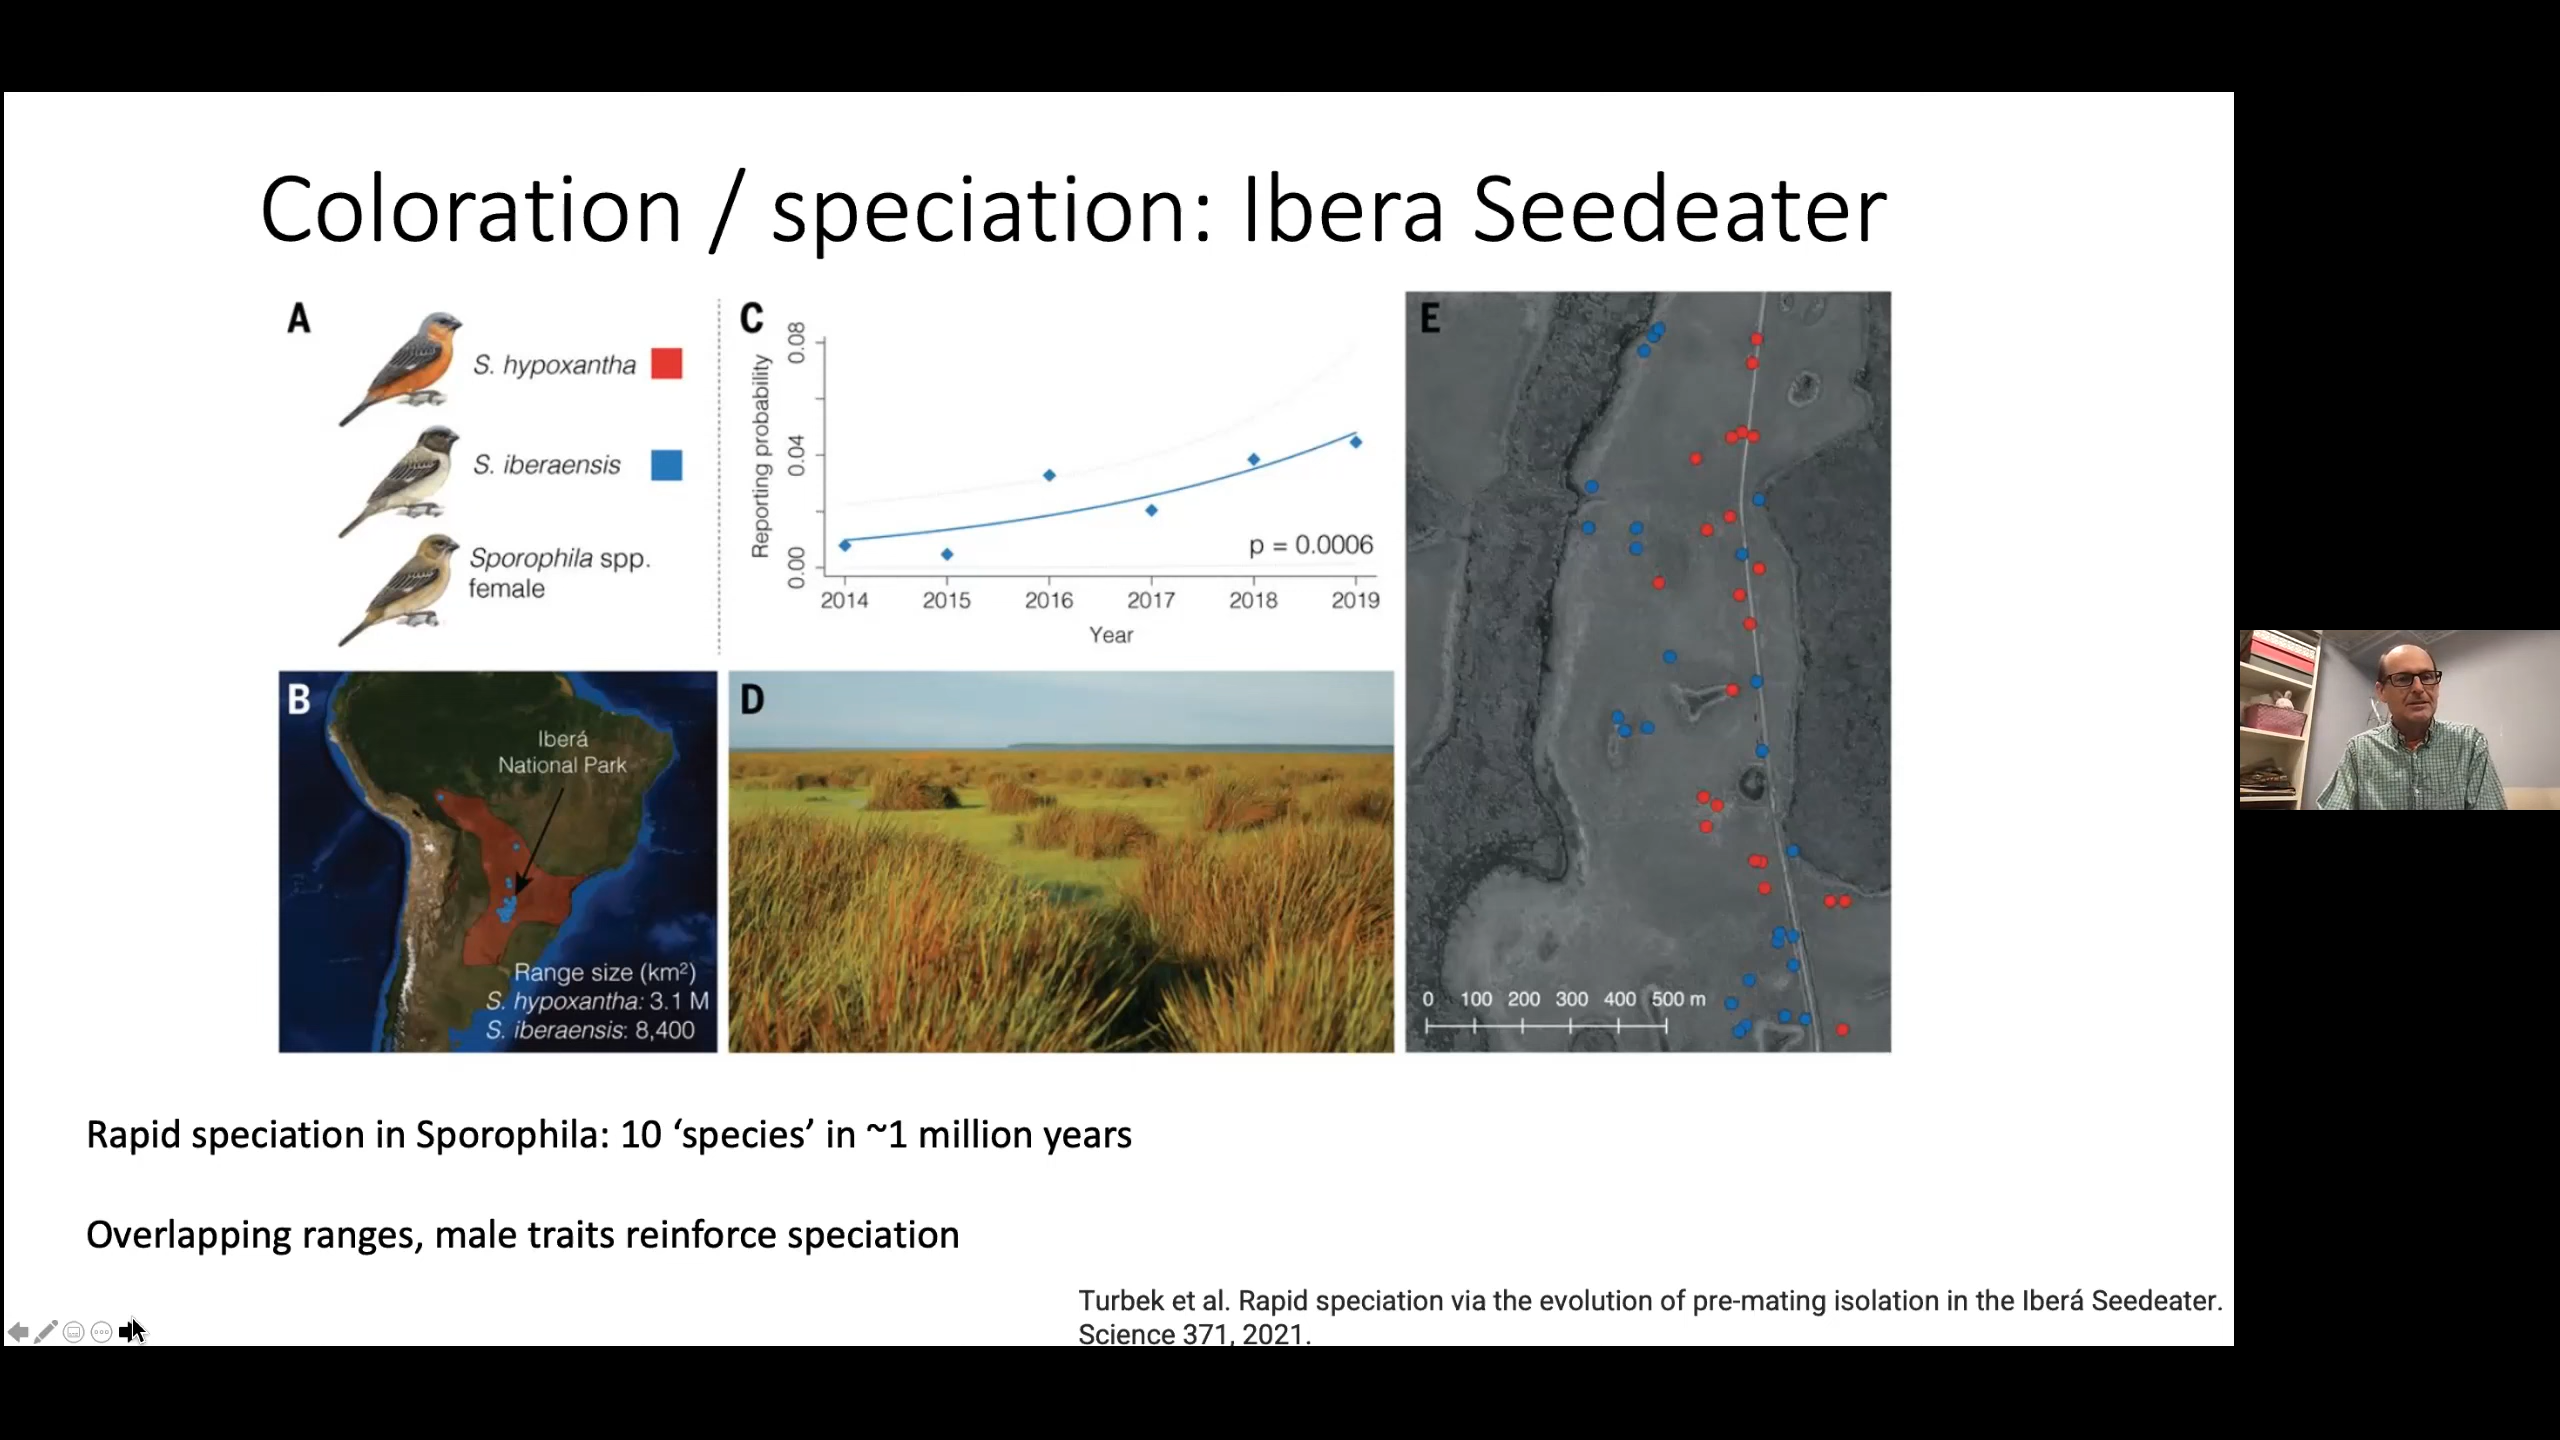 Coloration / speciation: Ibera Seedeater
A
S. hypoxantha
S. iberaensis
Sporophila spp.
female
C
Reporting probability
0.08
0.04
0.00
p = 0.0006
2014 2015 2016 2017 2018 2019
Year
B
Iberá
National Park
Range size (km²)
S. hypoxantha: 3.1 M
S. iberaensis: 8,400
D
E
0 100 200 300 400 500 m
Rapid speciation in Sporophila: 10 ‘species’ in ~1 million years
Overlapping ranges, male traits reinforce speciation
Turbek et al. Rapid speciation via the evolution of pre-mating isolation in the Iberá Seedeater.
Science 371, 2021.